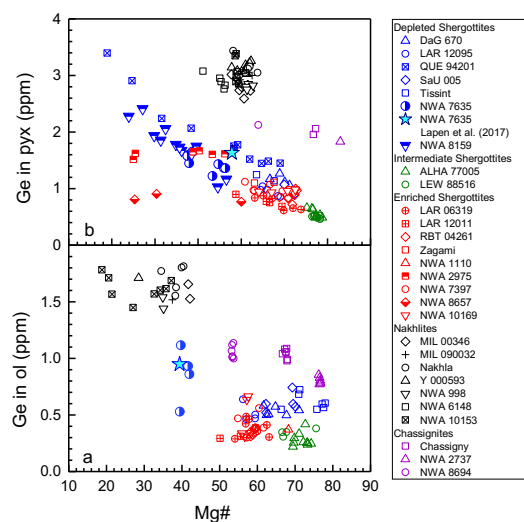 Ge in pyx (ppm)
4
3
2
1
0
b
Ge in ol (ppm)
1.5
1.0
0.5
0.0
a
10 20 30 40 50 60 70 80 90
Mg#
Depleted Shergottites
DaG 670
LAR 12095
QUE 94201
SaU 005
Tissint
NWA 7635
NWA 7635
Lapen et al. (2017)
NWA 8159
Intermediate Shergottites
ALHA 77005
LEW 88516
Enriched Shergottites
LAR 06319
LAR 12011
RBT 04261
Zagami
NWA 1110
NWA 2975
NWA 7397
NWA 8657
NWA 10169
Nakhlites
MIL 00346
MIL 090032
Nakhla
Y 000593
NWA 998
NWA 6148
NWA 10153
Chassignites
Chassigny
NWA 2737
NWA 8694